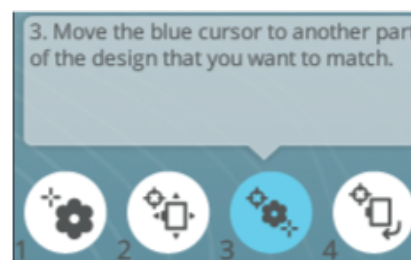 3. Move the blue cursor to another part
of the design that you want to match.
1 2 3 4